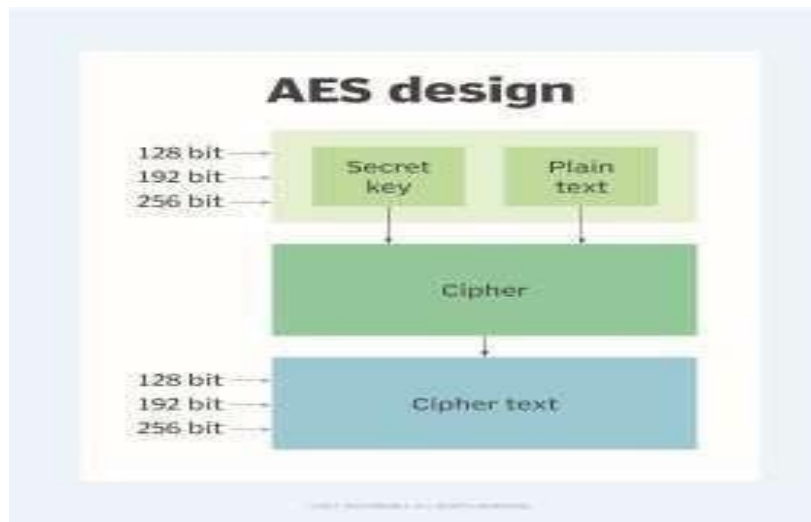 AES design
128 bit
192 bit
256 bit
Secret
key
Plain
text
Cipher
128 bit
192 bit
256 bit
Cipher text